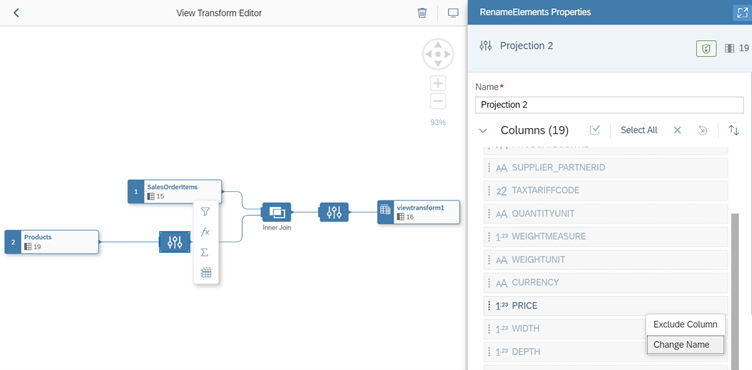 View Transform Editor
93%
1
SalesOrderItems
15
2
Products
19
fx
Σ
Inner Join
viewtransform1
16
RenameElements Properties
Projection 2
19
Name*
Projection 2
Columns (19)
Select All
AA SUPPLIER_PARTNERID
12 TAXTARIFFCODE
AA QUANTITYUNIT
1.23 WEIGHTMEASURE
AA WEIGHTUNIT
AA CURRENCY
1.23 PRICE
Exclude Column
1.23 WIDTH
Change Name
1.23 DEPTH